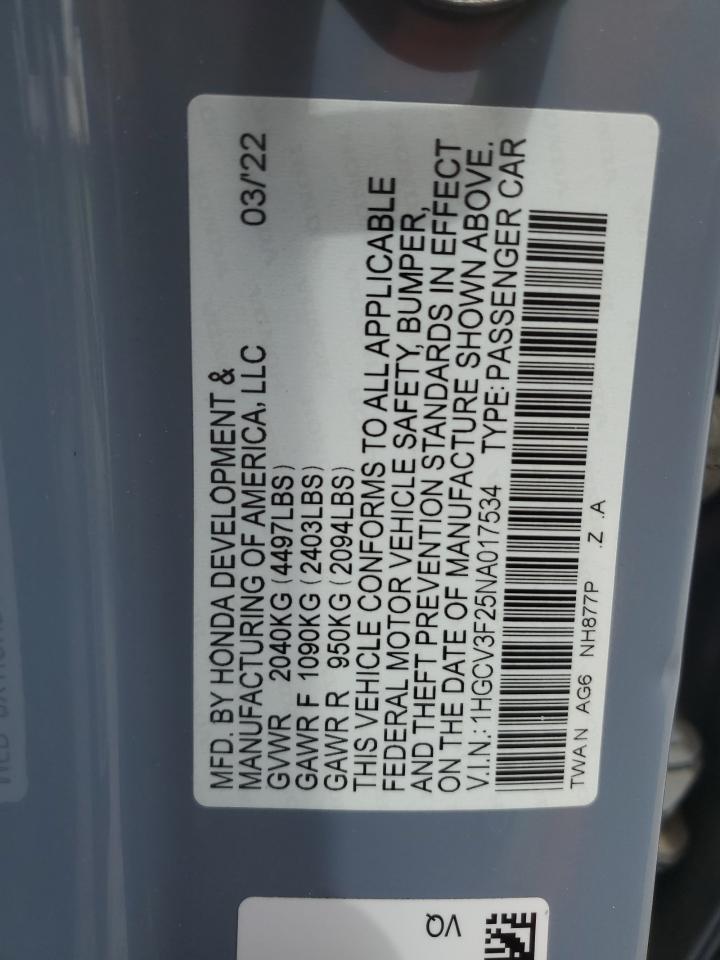 MFD. BY HONDA DEVELOPMENT & 03/'22
MANUFACTURING OF AMERICA, LLC
GVWR 2040KG (4497LBS)
GAWR F 1090KG (2403LBS)
GAWR R 950KG (2094LBS)
THIS VEHICLE CONFORMS TO ALL APPLICABLE
FEDERAL MOTOR VEHICLE SAFETY, BUMPER,
AND THEFT PREVENTION STANDARDS IN EFFECT
ON THE DATE OF MANUFACTURE SHOWN ABOVE.
V.I.N.:1HGCV3F25NA017534 TYPE:PASSENGER CAR
TWA N AG6 NH877P .Z .A
VQ